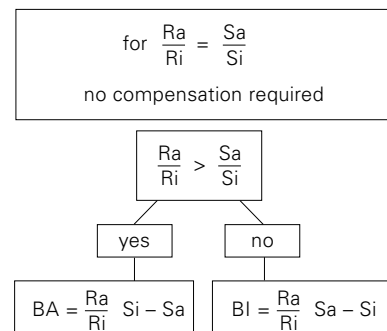 for Ra/Ri = Sa/Si
no compensation required
Ra/Ri > Sa/Si
yes
no
BA = Ra/Ri Si – Sa
BI = Ra/Ri Sa – Si